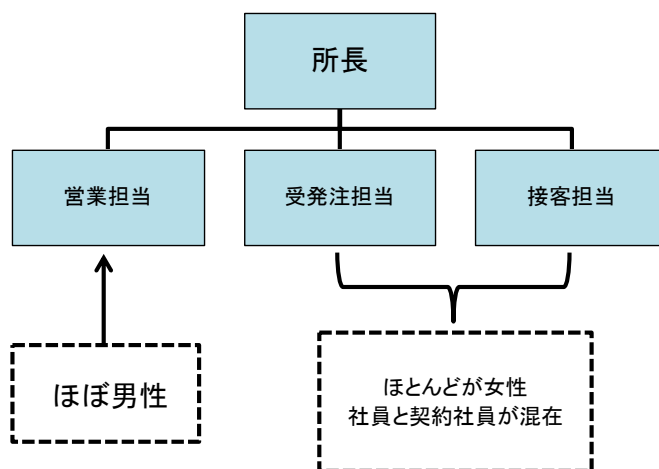 所長
営業担当
受発注担当
接客担当
ほぼ男性
ほとんどが女性
社員と契約社員が混在